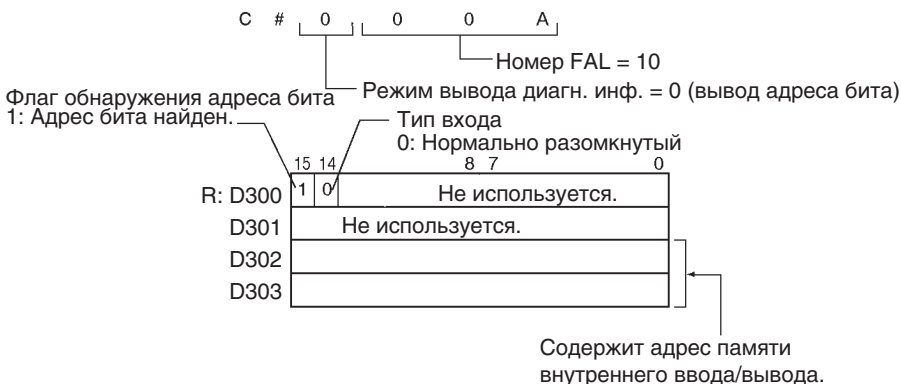 C # 0 0 0 A
Номер FAL = 10
Режим вывода диагн. инф. = 0 (вывод адреса бита)
Флаг обнаружения адреса бита
1: Адрес бита найден.
Тип входа
0: Нормально разомкнутый
15 14 8 7 0
R: D300 1 0 Не используется.
D301 Не используется.
D302
D303
Содержит адрес памяти
внутреннего ввода/вывода.